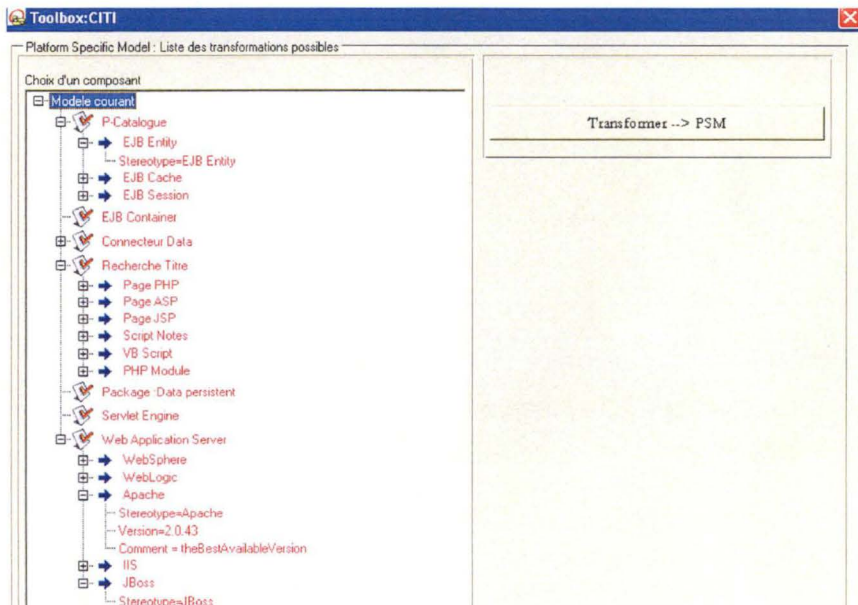 Toolbox:CITI
Platform Specific Model : Liste des transformations possibles
Choix d'un composant
Modele courant
P-Catalogue
EJB Entity
Stereotype=EJB Entity
EJB Cache
EJB Session
EJB Container
Connecteur Data
Recherche Titre
Page PHP
Page ASP
Page JSP
Script Notes
VB Script
PHP Module
Package :Data persistent
Servlet Engine
Web Application Server
WebSphere
WebLogic
Apache
Stereotype=Apache
Version=2.0.43
Comment = theBestAvailableVersion
IIS
JBoss
Stereotype=JBoss
Transformer --> PSM